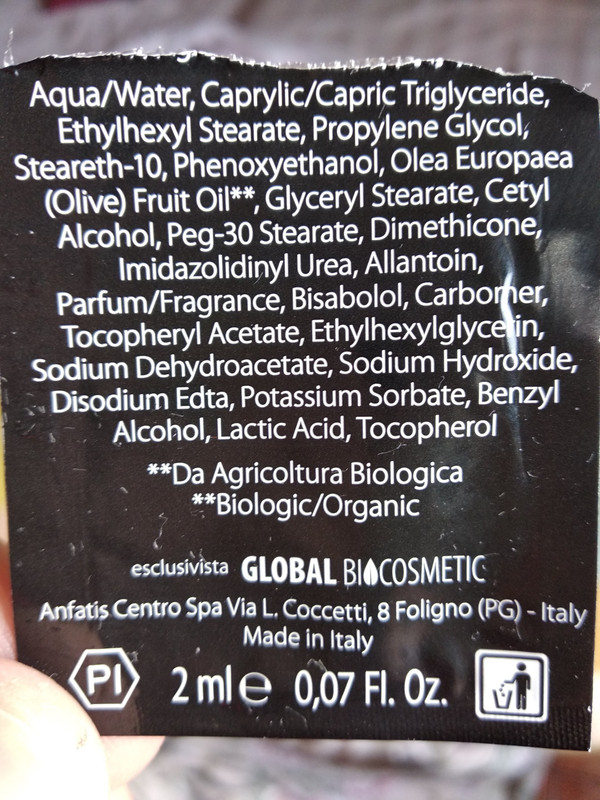 Aqua/Water, Caprylic/Capric Triglyceride,
Ethylhexyl Stearate, Propylene Glycol,
Steareth-10, Phenoxyethanol, Olea Europaea
(Olive) Fruit Oil**, Glyceryl Stearate, Cetyl
Alcohol, Peg-30 Stearate, Dimethicone,
Imidazolidinyl Urea, Allantoin,
Parfum/Fragrance, Bisabolol, Carbomer,
Tocopheryl Acetate, Ethylhexylglycerin,
Sodium Dehydroacetate, Sodium Hydroxide,
Disodium Edta, Potassium Sorbate, Benzyl
Alcohol, Lactic Acid, Tocopherol
**Da Agricoltura Biologica
**Biologic/Organic
esclusivista GLOBAL BIOCOSMETIC
Anfatis Centro Spa Via L. Coccetti, 8 Foligno (PG) - Italy
Made in Italy
PI 2 ml e 0,07 Fl. Oz.